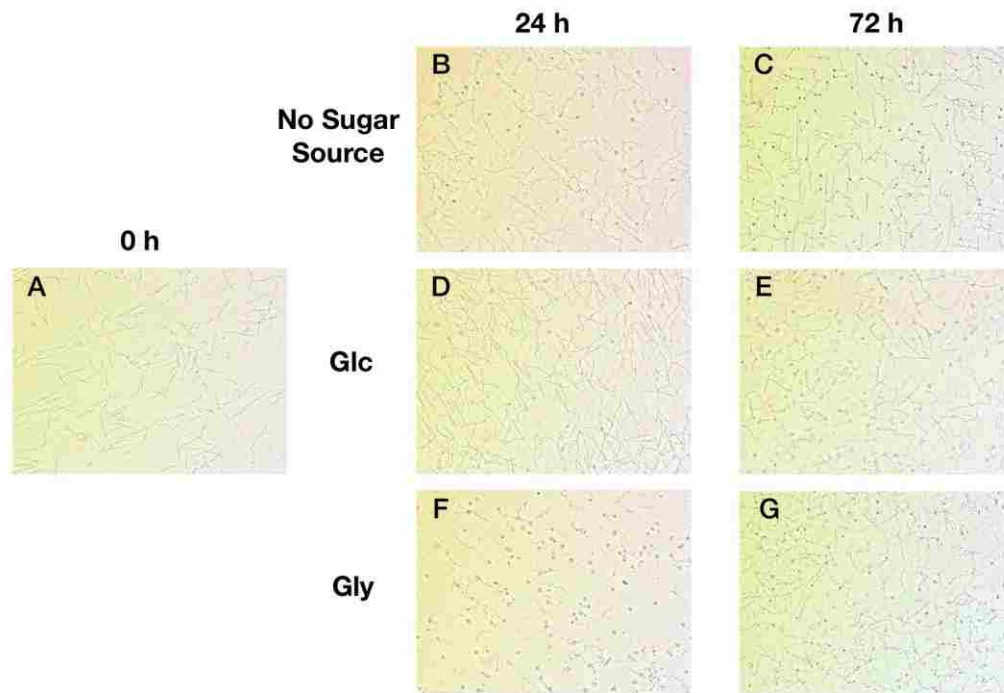 24 h
72 h
B
C
No Sugar
Source
0 h
A
D
E
Glc
F
G
Gly